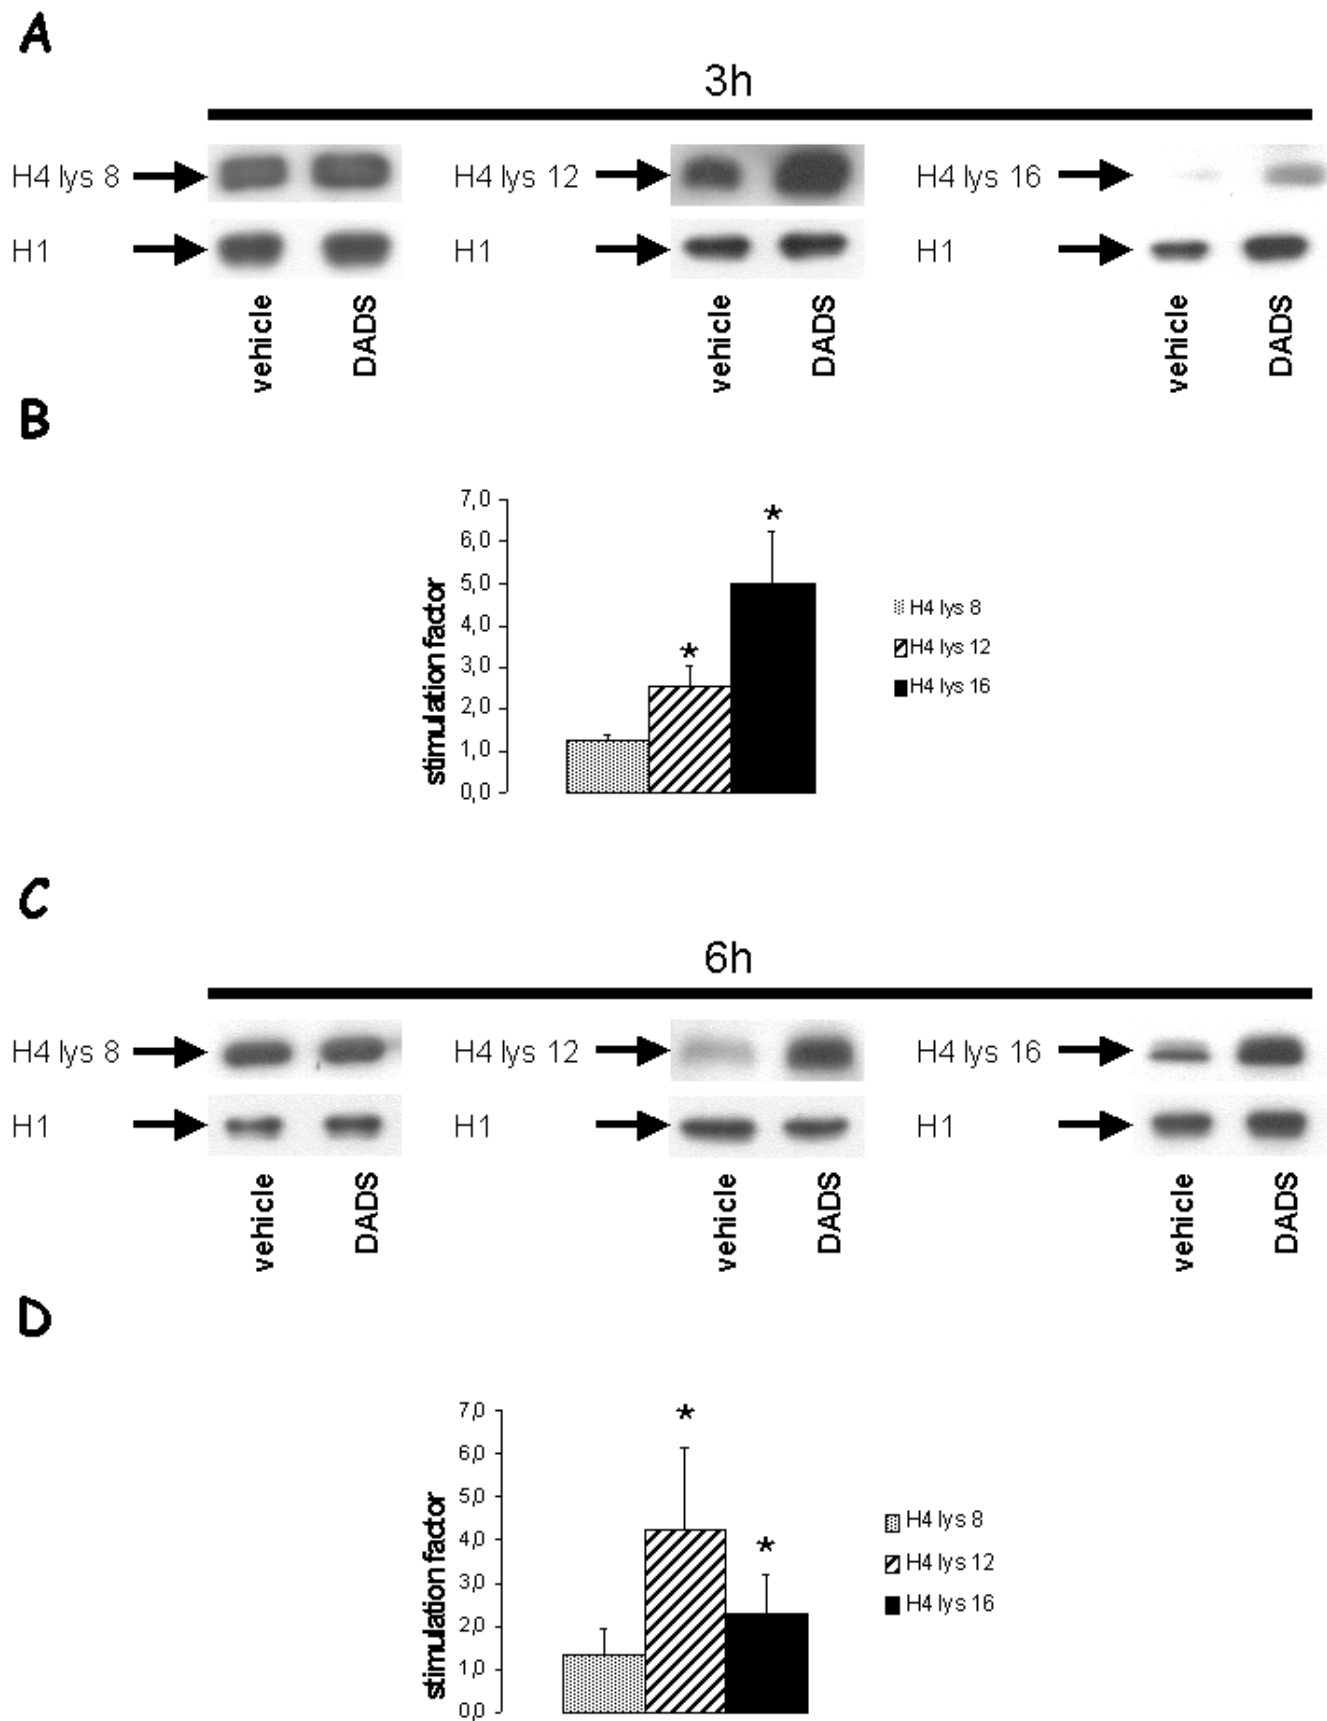 A
3h
H4 lys 8 H4 lys 12 H4 lys 16
H1 H1 H1
vehicle DADS vehicle DADS vehicle DADS
B
7,0
6,0
5,0
4,0
3,0
2,0
1,0
0,0
stimulation factor
*
*
H4 lys 8
H4 lys 12
H4 lys 16
C
6h
H4 lys 8 H4 lys 12 H4 lys 16
H1 H1 H1
vehicle DADS vehicle DADS vehicle DADS
D
7,0
6,0
5,0
4,0
3,0
2,0
1,0
0,0
stimulation factor
*
*
H4 lys 8
H4 lys 12
H4 lys 16